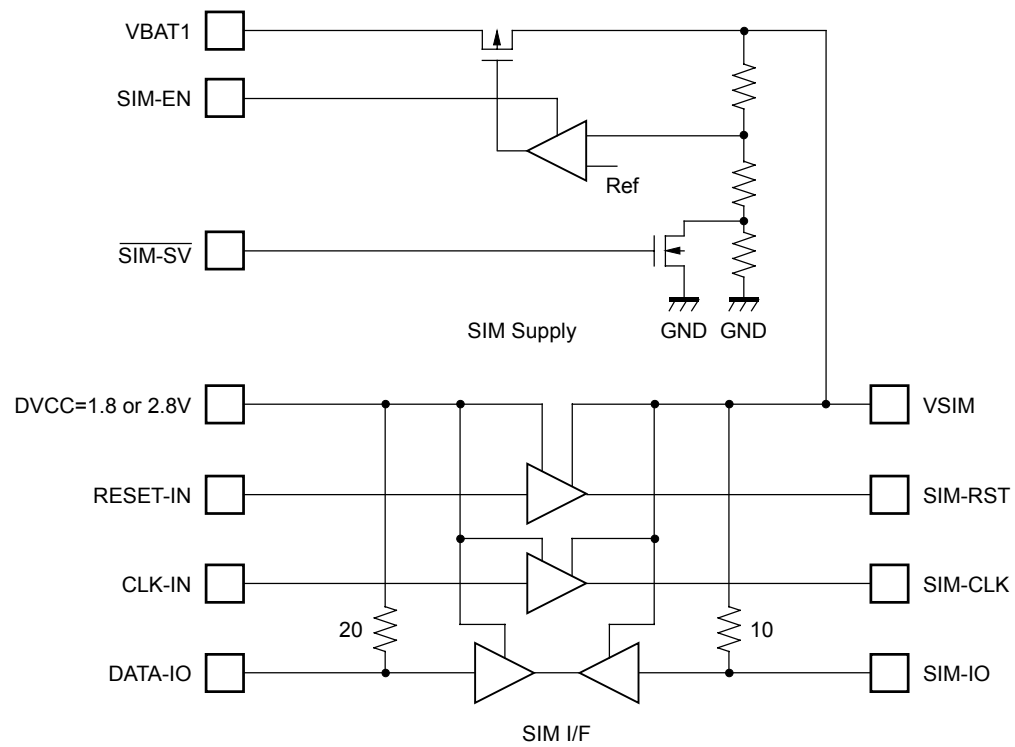 VBAT1
SIM-EN
Ref
SIM-SV
SIM Supply
GND GND
DVCC=1.8 or 2.8V
VSIM
RESET-IN
SIM-RST
CLK-IN
SIM-CLK
20
10
DATA-IO
SIM-IO
SIM I/F